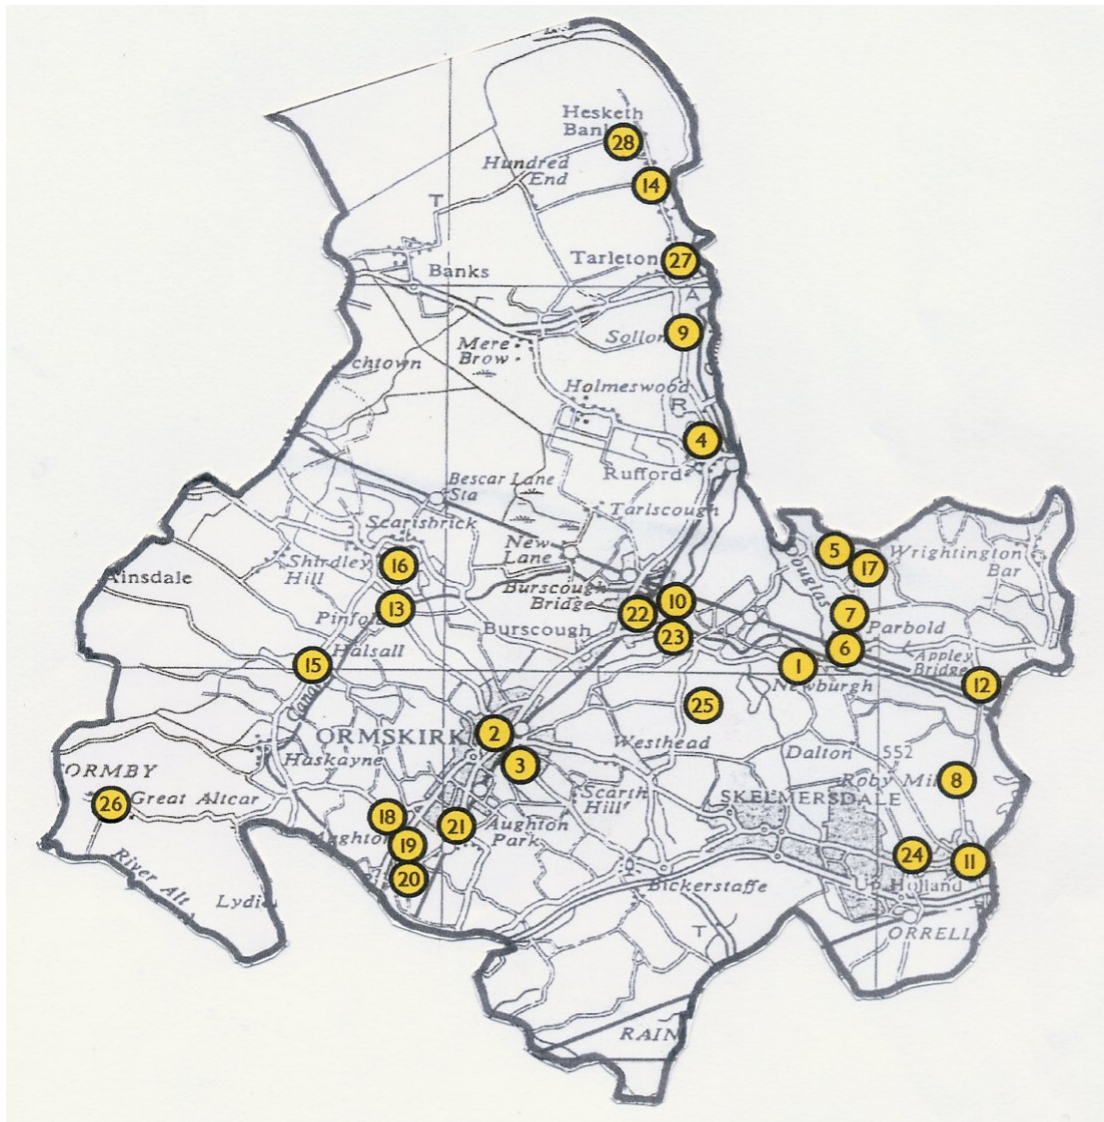 Hesketh
Bank
28
Hundred
End
14
T
Tarleton
27
Banks
A
9
Mere
Brow
chtown
Holmeswood
R
4
Rufford
Bescar Lane
Sta
Tarlscough
Scarisbrick
New
Lane
5
Wrightington
Bar
Shirdley
Hill
16
17
Ainsdale
Douglas
Burscough
Bridge
10
13
22
7
Parbold
Burscough
23
6
Halsall
15
1
Appley
Bridge
12
Newburgh
Canal
25
ORMSKIRK
2
Westhead
Dalton
552
Haskayne
3
ORMBY
Roby Mill
8
26
Great Altcar
Scarth
Hill
SKELMERSDALE
18
21
Aughton
Park
19
24
11
River Alt
20
Up Holland
Bickerstaffe
T
ORRELL
RAIN